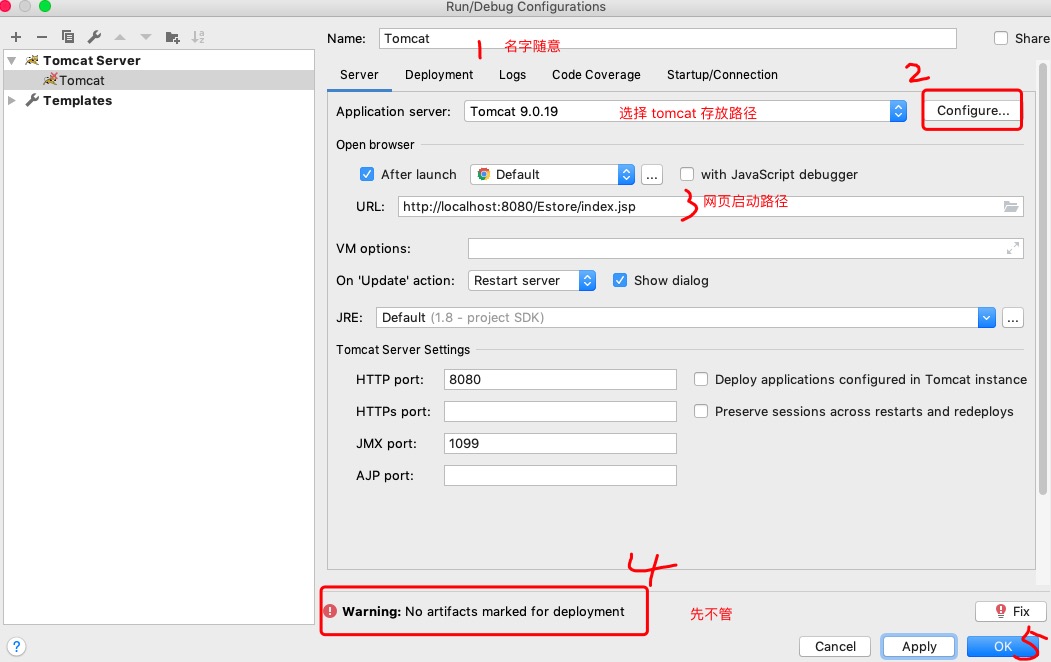 Run/Debug Configurations
Name: Tomcat
Share
1 名字随意
Tomcat Server
Tomcat
Templates
Server Deployment Logs Code Coverage Startup/Connection
2
Application server: Tomcat 9.0.19 选择 tomcat 存放路径 Configure...
Open browser
After launch Default ... with JavaScript debugger
URL: http://localhost:8080/Estore/index.jsp 3 网页启动路径
VM options:
On 'Update' action: Restart server Show dialog
JRE: Default (1.8 - project SDK) ...
Tomcat Server Settings
HTTP port: 8080 Deploy applications configured in Tomcat instance
HTTPs port: Preserve sessions across restarts and redeploys
JMX port: 1099
AJP port:
4
Warning: No artifacts marked for deployment 先不管 Fix
? Cancel Apply OK 5